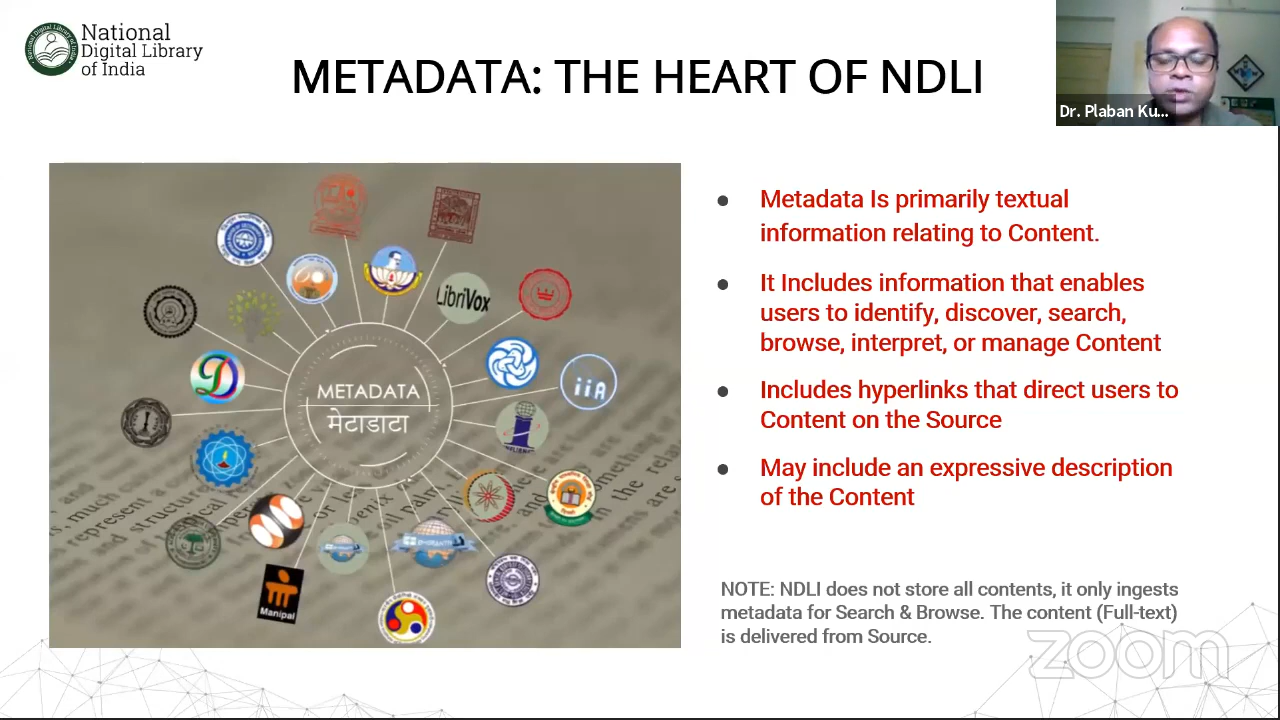 National
Digital Library
of India
METADATA: THE HEART OF NDLI
Dr. Plaban Ku...
LibriVox
iiA
METADATA
मेटाडाटा
Manipal
● Metadata Is primarily textual
information relating to Content.
● It Includes information that enables
users to identify, discover, search,
browse, interpret, or manage Content
● Includes hyperlinks that direct users to
Content on the Source
● May include an expressive description
of the Content
NOTE: NDLI does not store all contents, it only ingests
metadata for Search & Browse. The content (Full-text)
is delivered from Source.
zoom